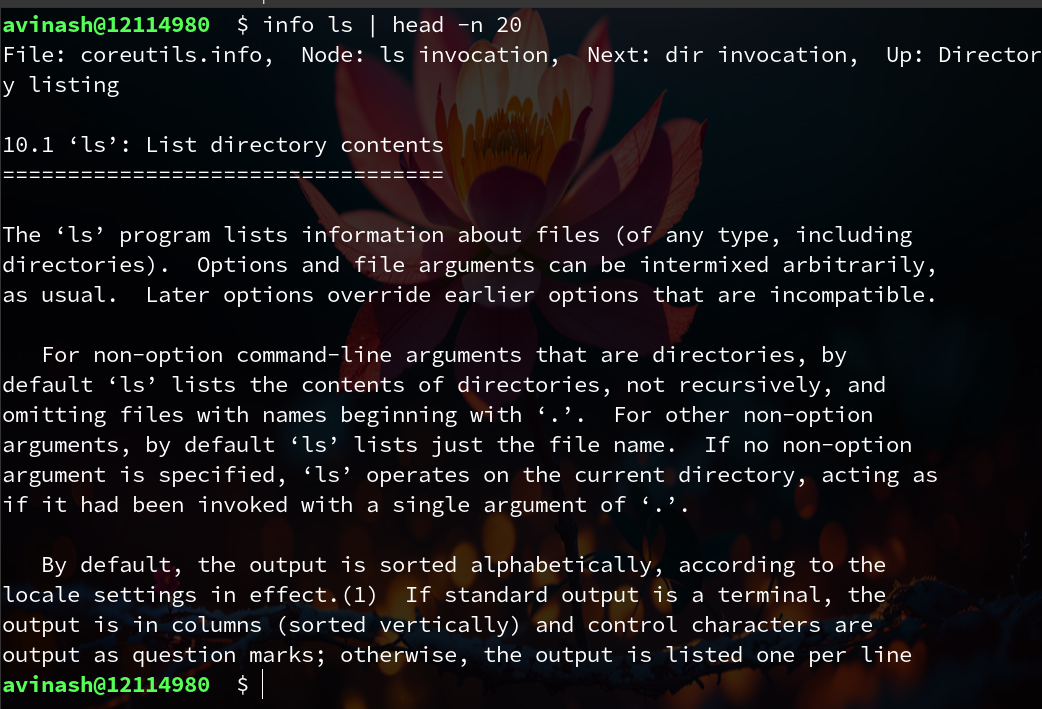 avinash@12114980  $ info ls | head -n 20
File: coreutils.info,  Node: ls invocation,  Next: dir invocation,  Up: Director
y listing

10.1 ‘ls’: List directory contents
==================================

The ‘ls’ program lists information about files (of any type, including
directories).  Options and file arguments can be intermixed arbitrarily,
as usual.  Later options override earlier options that are incompatible.

   For non-option command-line arguments that are directories, by
default ‘ls’ lists the contents of directories, not recursively, and
omitting files with names beginning with ‘.’.  For other non-option
arguments, by default ‘ls’ lists just the file name.  If no non-option
argument is specified, ‘ls’ operates on the current directory, acting as
if it had been invoked with a single argument of ‘.’.

   By default, the output is sorted alphabetically, according to the
locale settings in effect.(1)  If standard output is a terminal, the
output is in columns (sorted vertically) and control characters are
output as question marks; otherwise, the output is listed one per line
avinash@12114980  $